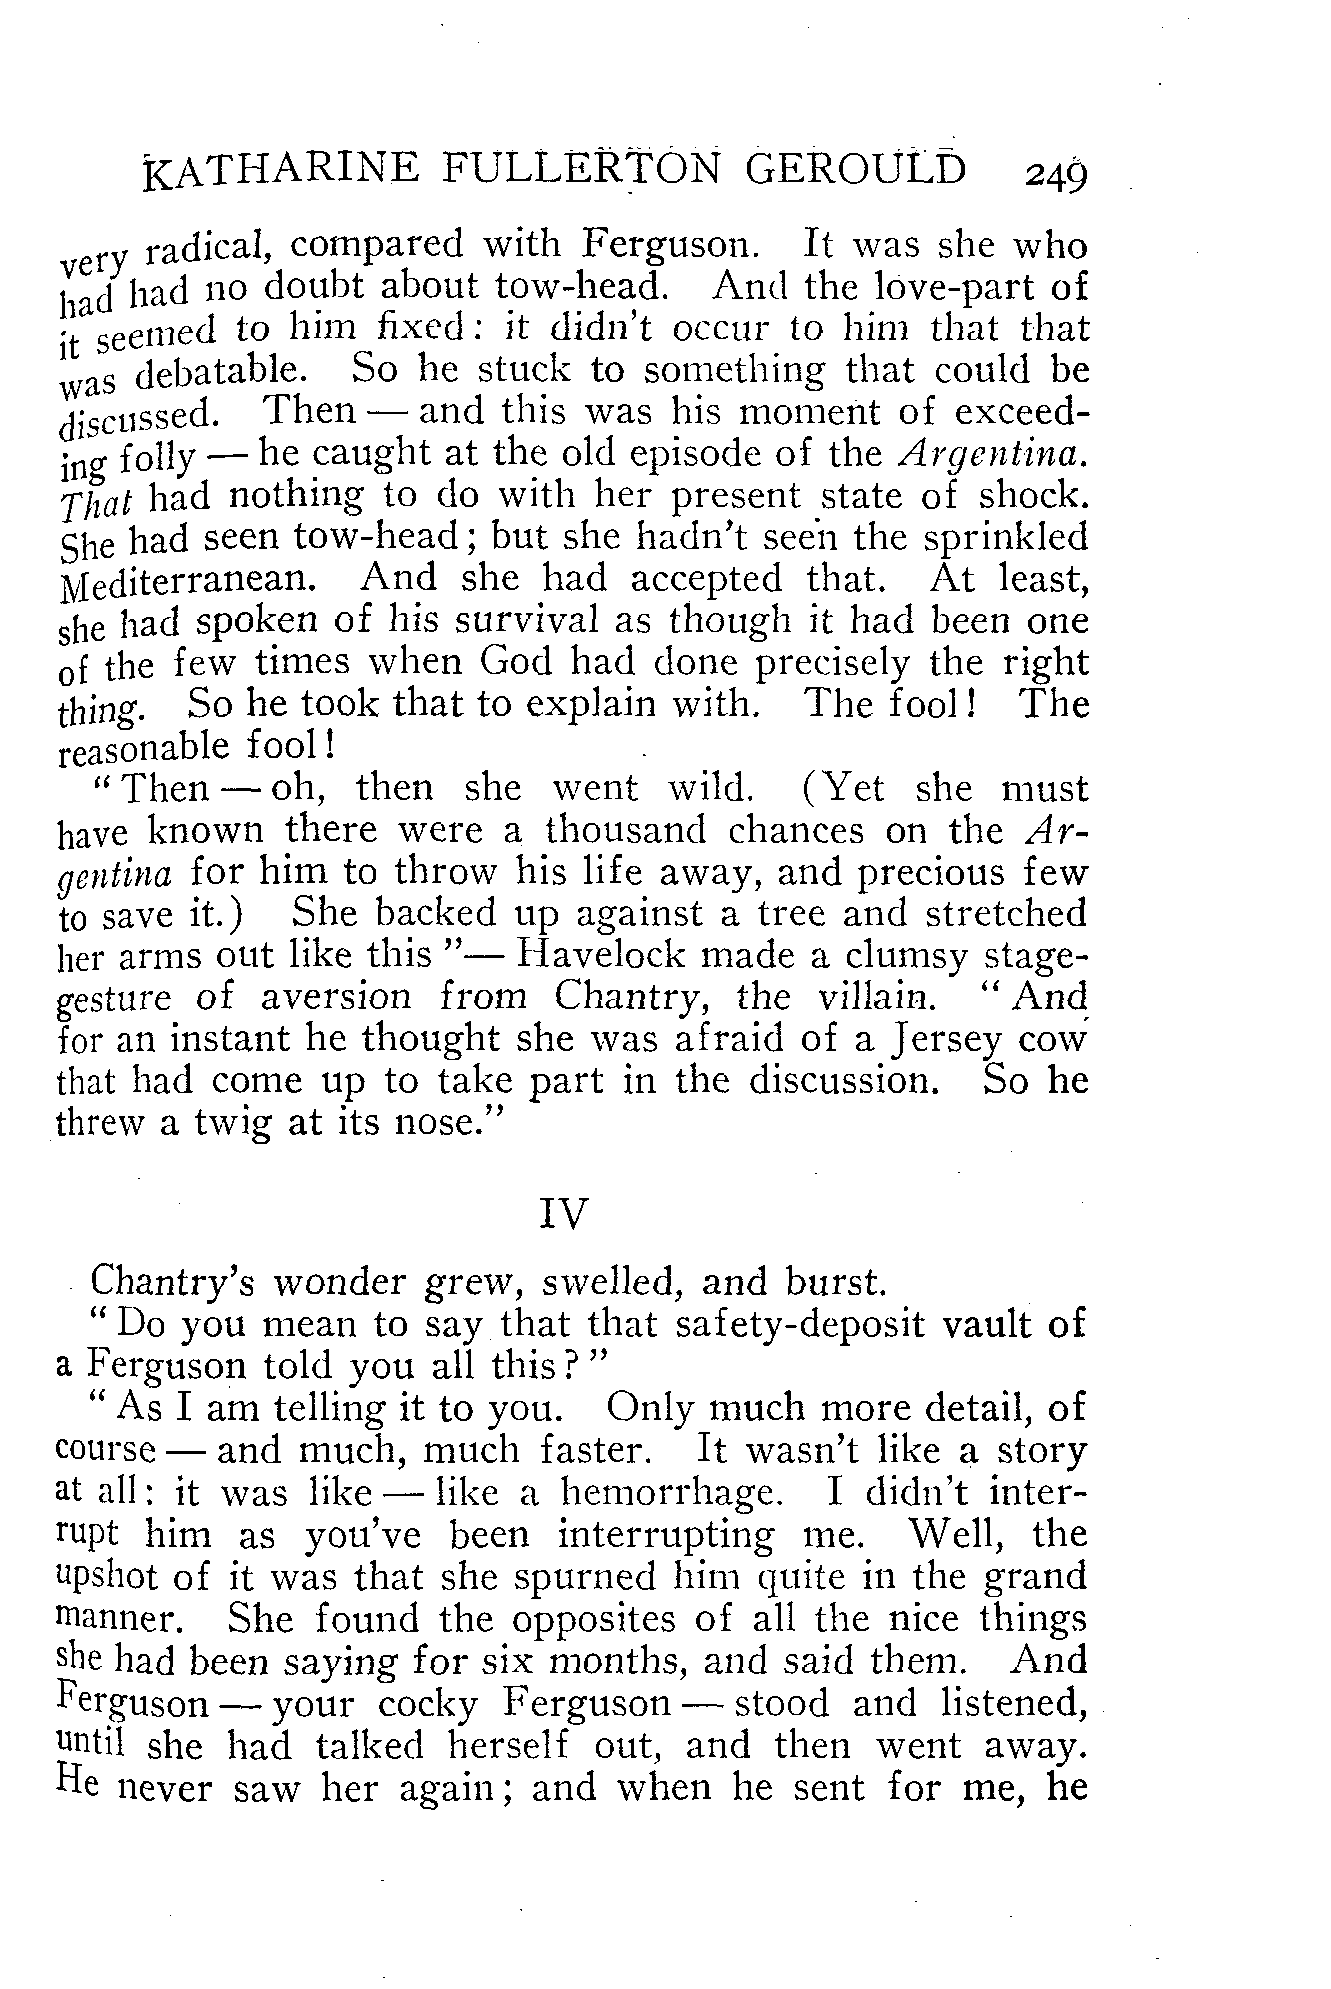 KATHARINE FULLERTON GEROULD 249
very radical, compared with Ferguson. It was she who
had had no doubt about tow-head. And the love-part of
it seemed to him fixed: it didn't occur to him that that
was debatable. So he stuck to something that could be
discussed. Then — and this was his moment of exceed-
ing folly — he caught at the old episode of the Argentina.
That had nothing to do with her present state of shock.
She had seen tow-head; but she hadn't seen the sprinkled
Mediterranean. And she had accepted that. At least,
she had spoken of his survival as though it had been one
of the few times when God had done precisely the right
thing. So he took that to explain with. The fool! The
reasonable fool!
"Then — oh, then she went wild. (Yet she must
have known there were a thousand chances on the Ar-
gentina for him to throw his life away, and precious few
to save it.) She backed up against a tree and stretched
her arms out like this "— Havelock made a clumsy stage-
gesture of aversion from Chantry, the villain. "And
for an instant he thought she was afraid of a Jersey cow
that had come up to take part in the discussion. So he
threw a twig at its nose."
IV
Chantry's wonder grew, swelled, and burst.
"Do you mean to say that that safety-deposit vault of
a Ferguson told you all this?"
"As I am telling it to you. Only much more detail, of
course — and much, much faster. It wasn't like a story
at all: it was like — like a hemorrhage. I didn't inter-
rupt him as you've been interrupting me. Well, the
upshot of it was that she spurned him quite in the grand
manner. She found the opposites of all the nice things
she had been saying for six months, and said them. And
Ferguson — your cocky Ferguson — stood and listened,
until she had talked herself out, and then went away.
He never saw her again; and when he sent for me, he